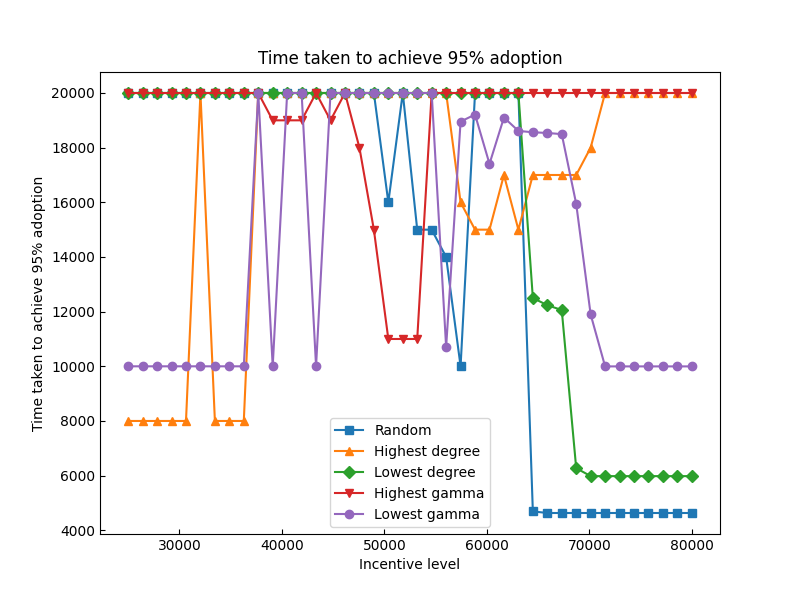 Time taken to achieve 95% adoption
Time taken to achieve 95% adoption
20000
18000
16000
14000
12000
10000
8000
6000
4000
Random
Highest degree
Lowest degree
Highest gamma
Lowest gamma
30000 40000 50000 60000 70000 80000
Incentive level